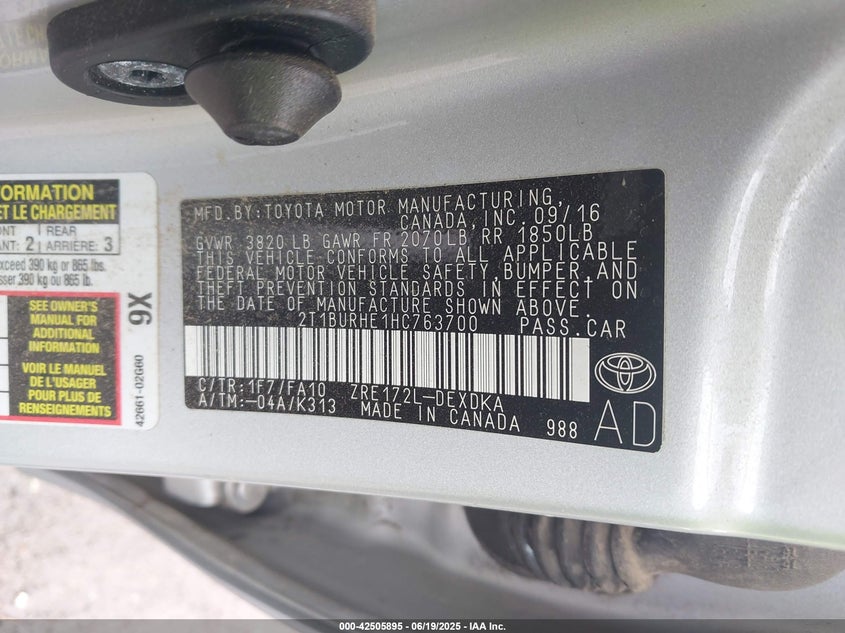 FORMATION
ET LE CHARGEMENT
FRONT REAR
ANT: 2 ARRIÈRE: 3
exceed 390 kg or 865 lbs.
sser 390 kg ou 865 lb.
SEE OWNER'S
MANUAL FOR
ADDITIONAL
INFORMATION
VOIR LE MANUEL
DE L'USAGER
POUR PLUS DE
RENSEIGNEMENTS
9X
42661-02G60
MFD.BY:TOYOTA MOTOR MANUFACTURING,
CANADA,INC.09/16
GVWR 3820 LB GAWR FR 2070LB RR 1850LB
THIS VEHICLE CONFORMS TO ALL APPLICABLE
FEDERAL MOTOR VEHICLE SAFETY,BUMPER,AND
THEFT PREVENTION STANDARDS IN EFFECT ON
THE DATE OF MANUFACTURE SHOWN ABOVE.
2T1BURHE1HC763700 PASS.CAR
C/TR:1F7/FA10 ZRE172L-DEXDKA
A/TM:-04A/K313 MADE IN CANADA 988
AD
000-42505895 - 06/19/2025 - IAA Inc.